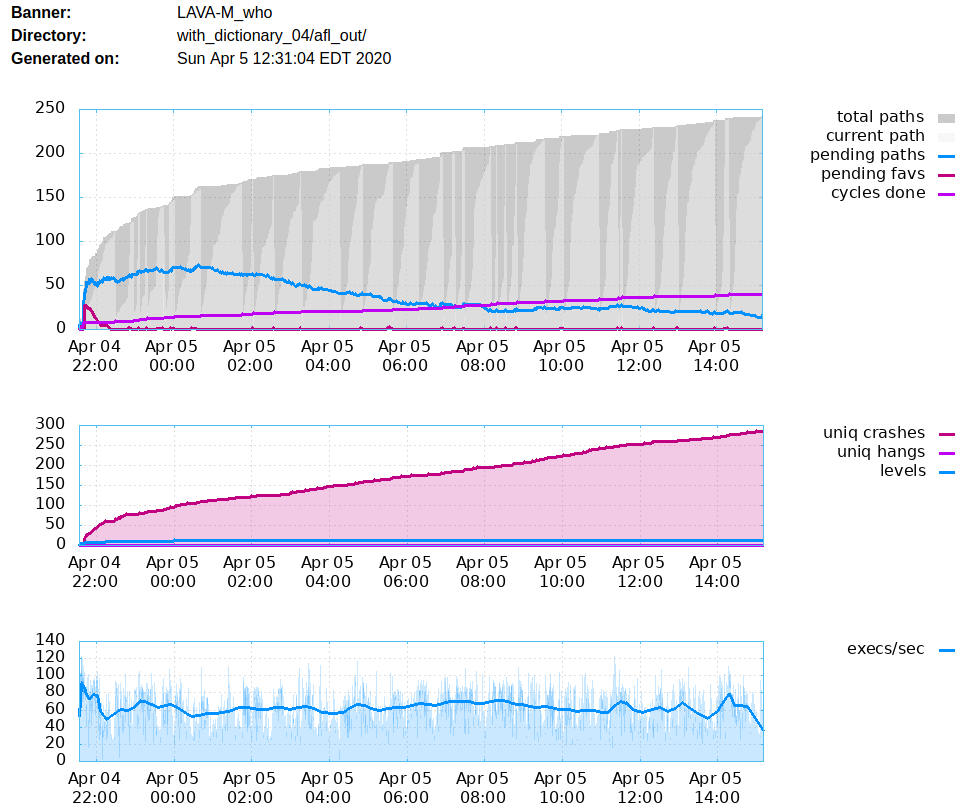 Banner: LAVA-M_who
Directory: with_dictionary_04/afl_out/
Generated on: Sun Apr 5 12:31:04 EDT 2020
250
200
150
100
50
0
Apr 04 Apr 05 Apr 05 Apr 05 Apr 05 Apr 05 Apr 05 Apr 05 Apr 05
22:00 00:00 02:00 04:00 06:00 08:00 10:00 12:00 14:00
total paths
current path
pending paths
pending favs
cycles done
300
250
200
150
100
50
0
Apr 04 Apr 05 Apr 05 Apr 05 Apr 05 Apr 05 Apr 05 Apr 05 Apr 05
22:00 00:00 02:00 04:00 06:00 08:00 10:00 12:00 14:00
uniq crashes
uniq hangs
levels
140
120
100
80
60
40
20
0
Apr 04 Apr 05 Apr 05 Apr 05 Apr 05 Apr 05 Apr 05 Apr 05 Apr 05
22:00 00:00 02:00 04:00 06:00 08:00 10:00 12:00 14:00
execs/sec